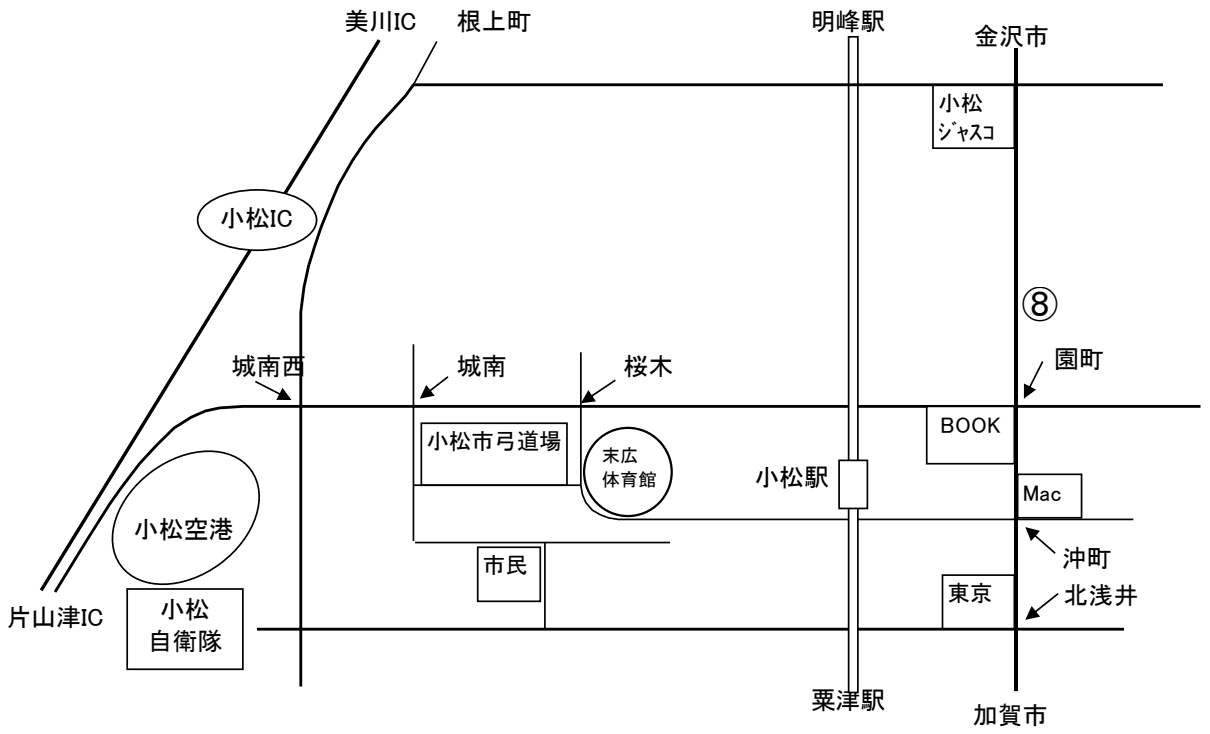 美川IC
根上町
明峰駅
金沢市
小松
ｼﾞｬｽｺ
小松IC
⑧
城南西
城南
桜木
園町
小松市弓道場
末広
体育館
BOOK
小松駅
Mac
小松空港
市民
沖町
東京
北浅井
片山津IC
小松
自衛隊
粟津駅
加賀市